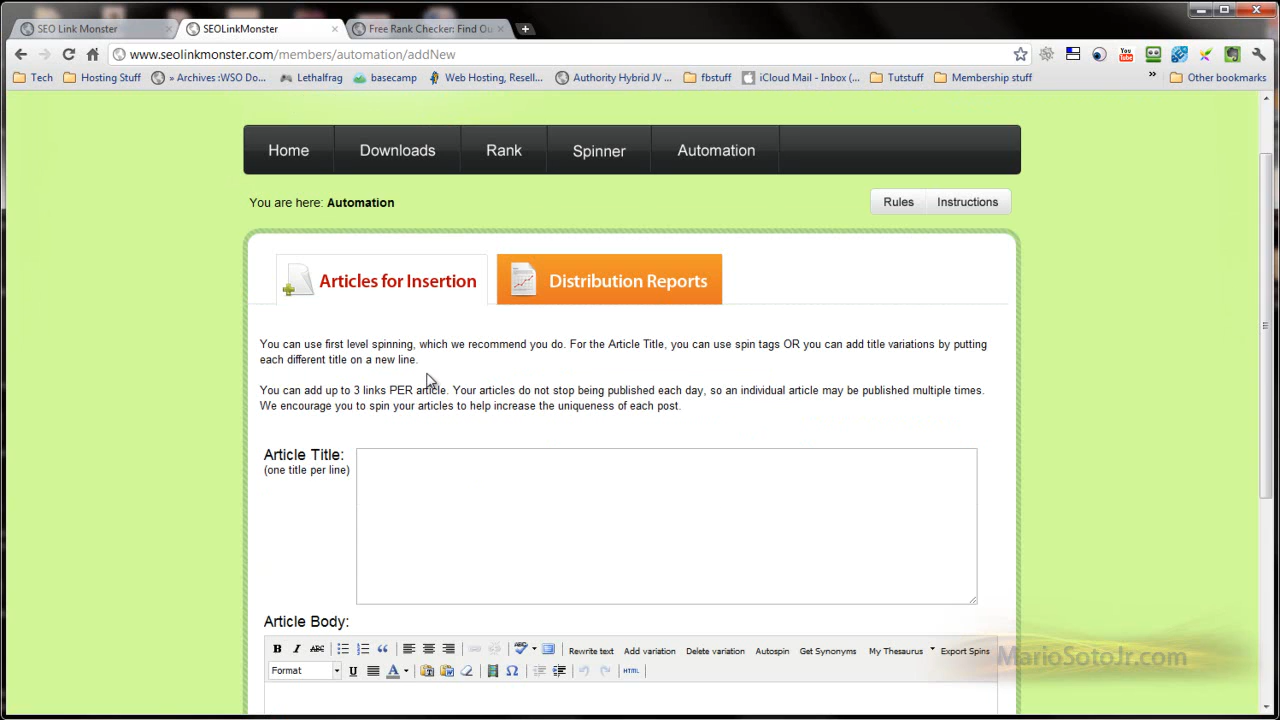 SEO Link Monster
SEOLinkMonster
Free Rank Checker: Find Ou
www.seolinkmonster.com/members/automation/addNew
Tech
Hosting Stuff
» Archives :WSO Do...
Lethalfrag
basecamp
Web Hosting, Resell...
Authority Hybrid JV ...
fbstuff
iCloud Mail - Inbox (...
Tutstuff
Membership stuff
»
Other bookmarks
Home
Downloads
Rank
Spinner
Automation
You are here: Automation
Rules
Instructions
Articles for Insertion
Distribution Reports
You can use first level spinning, which we recommend you do. For the Article Title, you can use spin tags OR you can add title variations by putting
each different title on a new line.
You can add up to 3 links PER article. Your articles do not stop being published each day, so an individual article may be published multiple times.
We encourage you to spin your articles to help increase the uniqueness of each post.
Article Title:
(one title per line)
Article Body:
B I ABC
Rewrite text
Add variation
Delete variation
Autospin
Get Synonyms
My Thesaurus
Export Spins
Format
U
A
HTML
MarioSotoJr.com